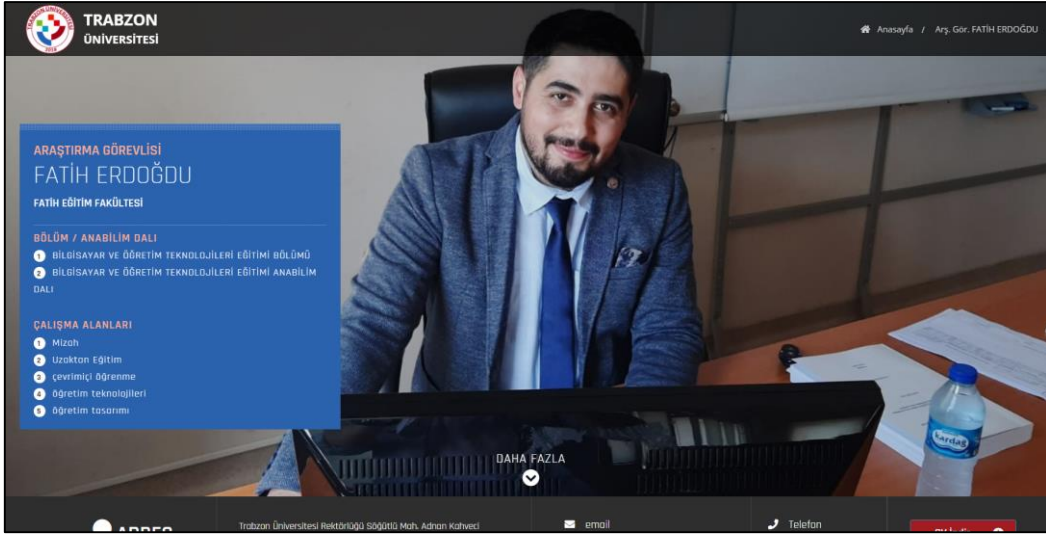 TRABZON
ÜNİVERSİTESİ
Anasayfa / Arş. Gör. FATİH ERDOĞDU
ARAŞTIRMA GÖREVLİSİ
FATİH ERDOĞDU
FATİH EĞİTİM FAKÜLTESİ
BÖLÜM / ANABİLİM DALI
1 BİLGİSAYAR VE ÖĞRETİM TEKNOLOJİLERİ EĞİTİMİ BÖLÜMÜ
2 BİLGİSAYAR VE ÖĞRETİM TEKNOLOJİLERİ EĞİTİMİ ANABİLİM
DALI
ÇALIŞMA ALANLARI
1 Mizah
2 Uzaktan Eğitim
3 çevrimiçi öğrenme
4 öğretim teknolojileri
5 öğretim tasarımı
kardağ
DAHA FAZLA
Trabzon Üniversitesi Rektörlüğü Söğütlü Mah. Adnan Kahveci
email
Telefon